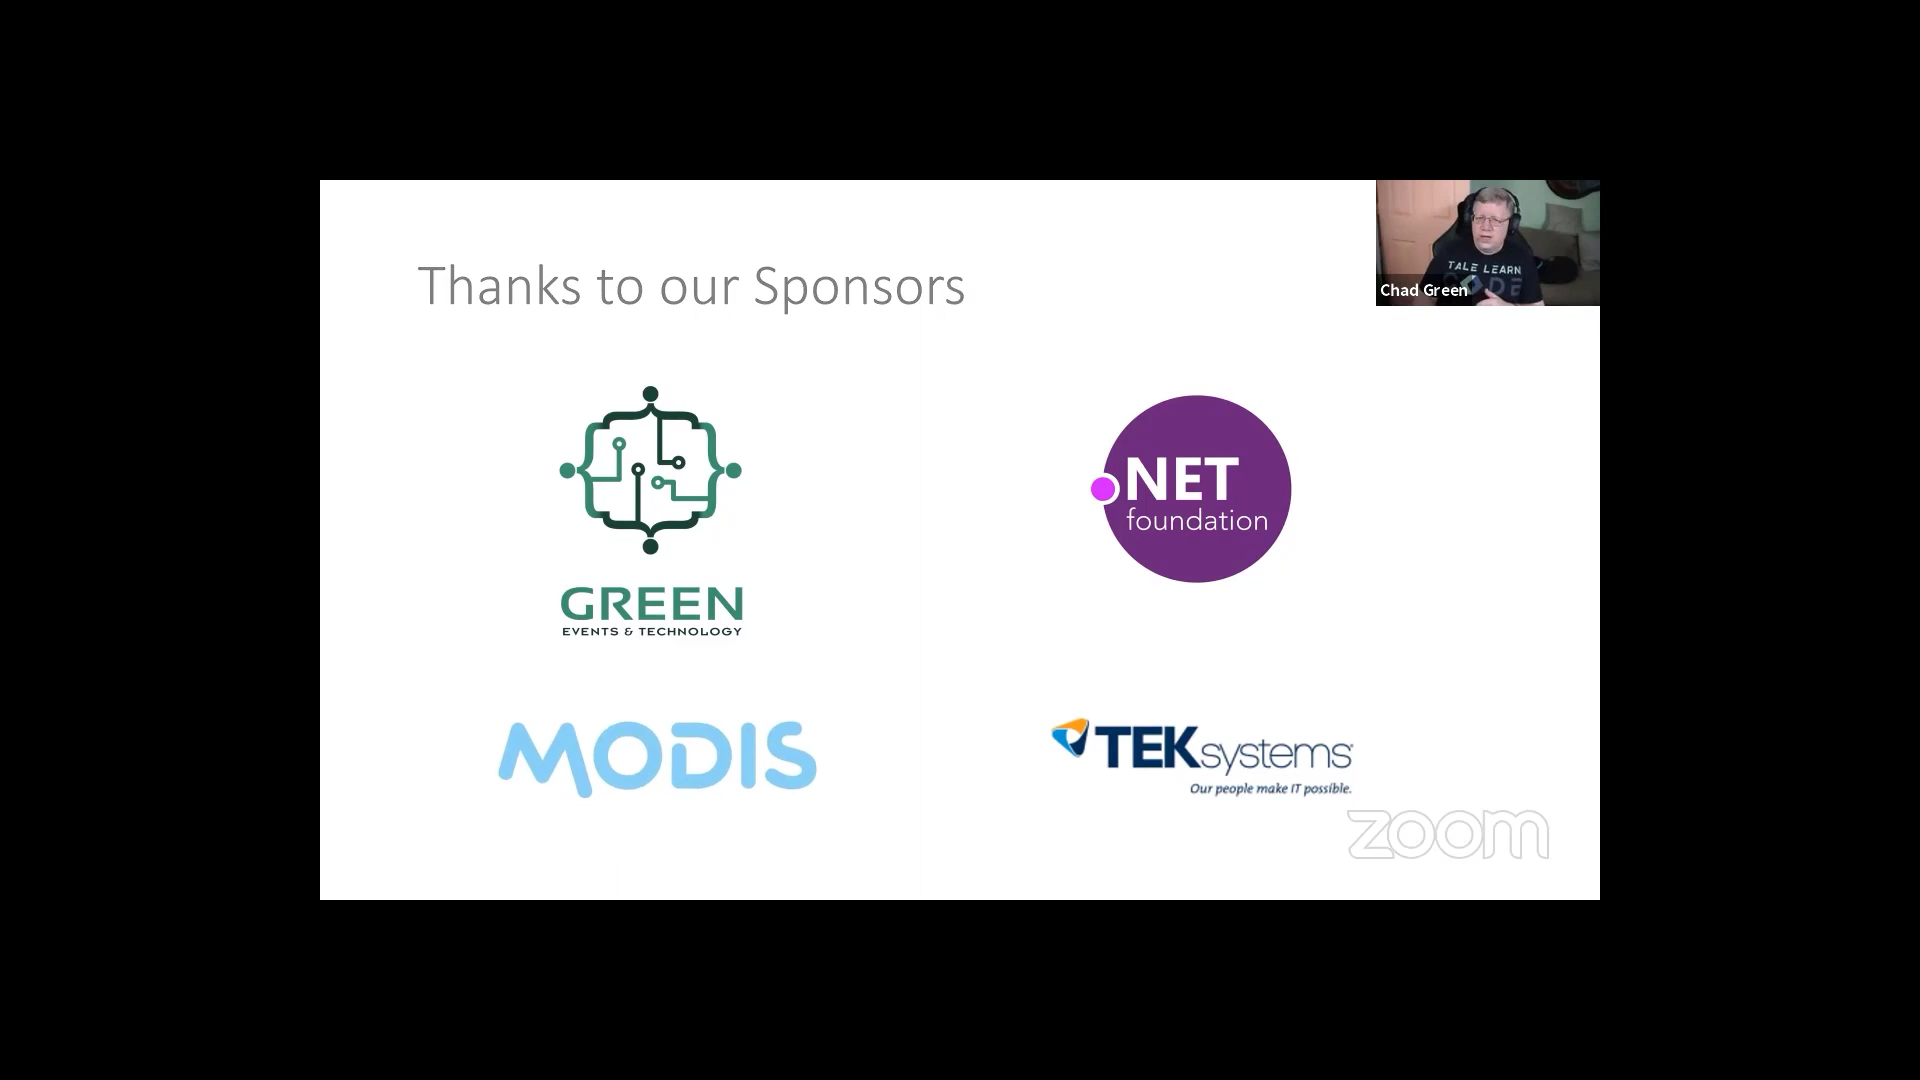 Thanks to our Sponsors
TALE LEARN
Chad Green
.NET
foundation
GREEN
EVENTS & TECHNOLOGY
MODIS
TEKsystems
Our people make IT possible.
zoom